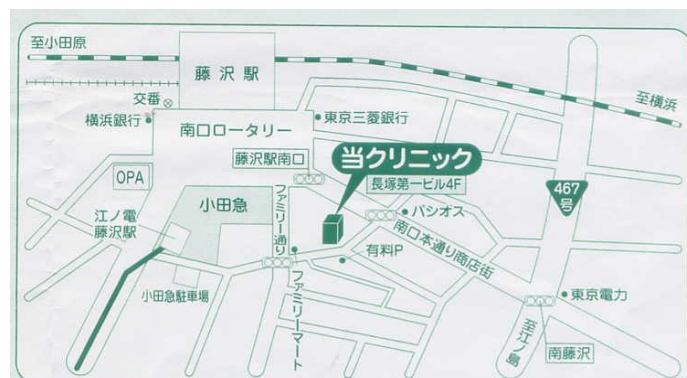 至小田原
藤沢駅
至横浜
交番
横浜銀行
南口ロータリー
東京三菱銀行
藤沢駅南口
当クリニック
長塚第一ビル4F
OPA
小田急
ファミリー通り
パシオス
467
号
江ノ電
藤沢駅
南口本通り商店街
有料P
小田急駐車場
ファミリーマート
東京電力
至江ノ島
南藤沢